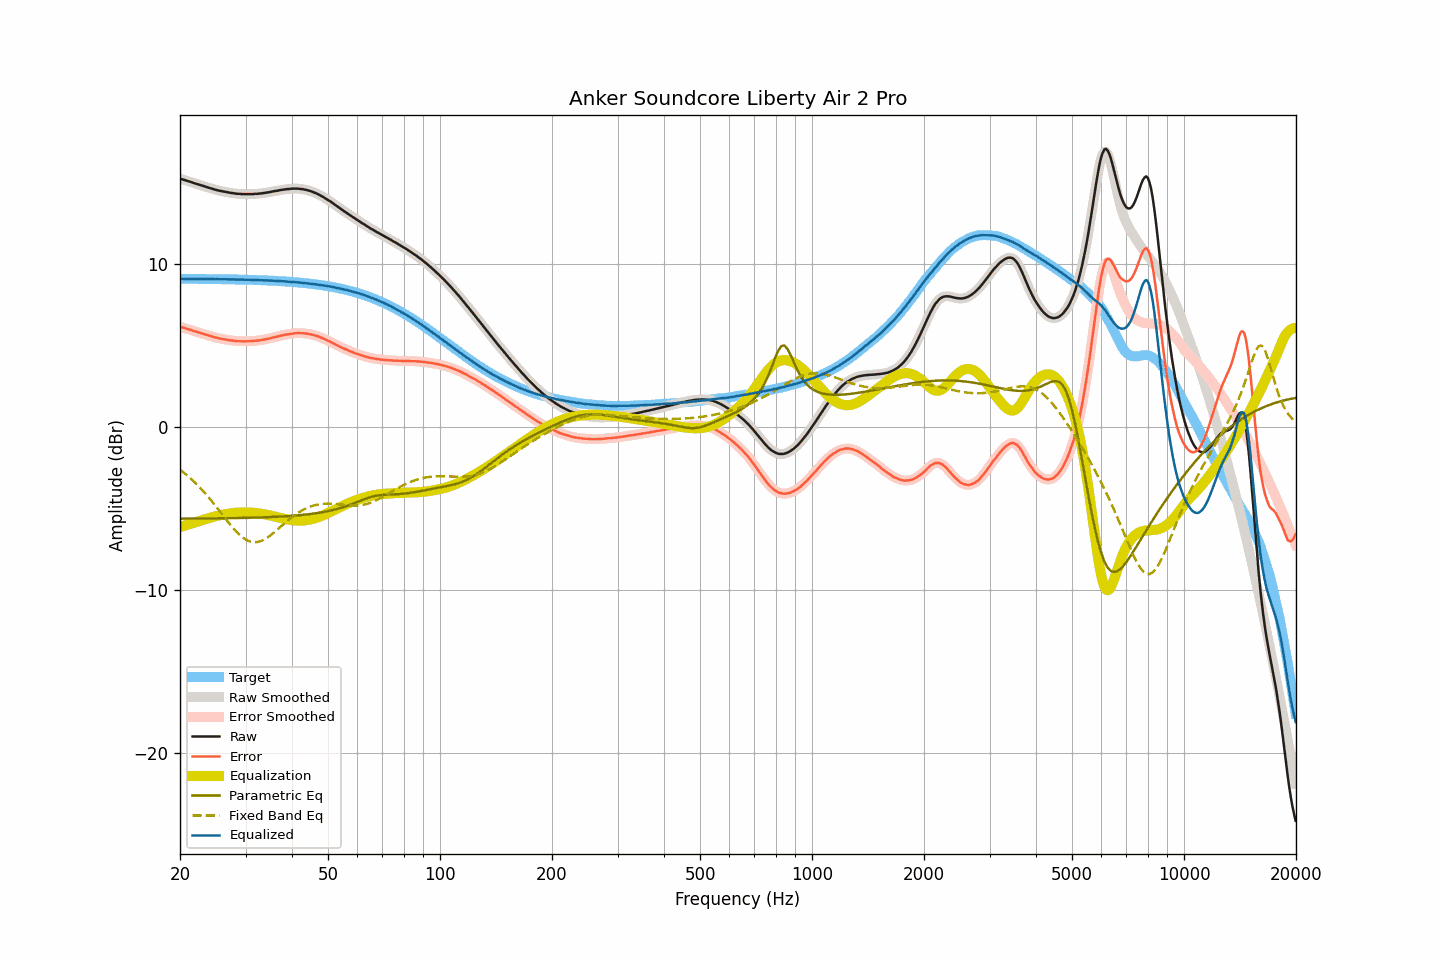 Anker Soundcore Liberty Air 2 Pro
Amplitude (dBr)
10
0
−10
−20
Target
Raw Smoothed
Error Smoothed
Raw
Error
Equalization
Parametric Eq
Fixed Band Eq
Equalized
20 50 100 200 500 1000 2000 5000 10000 20000
Frequency (Hz)